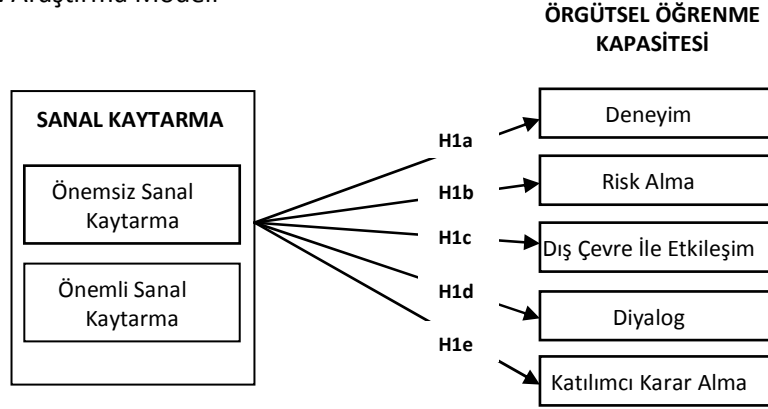 Araştırma Modeli
ÖRGÜTSEL ÖĞRENME
KAPASİTESİ
SANAL KAYTARMA
Önemsiz Sanal
Kaytarma
Önemli Sanal
Kaytarma
H1a
H1b
H1c
H1d
H1e
Deneyim
Risk Alma
Dış Çevre İle Etkileşim
Diyalog
Katılımcı Karar Alma